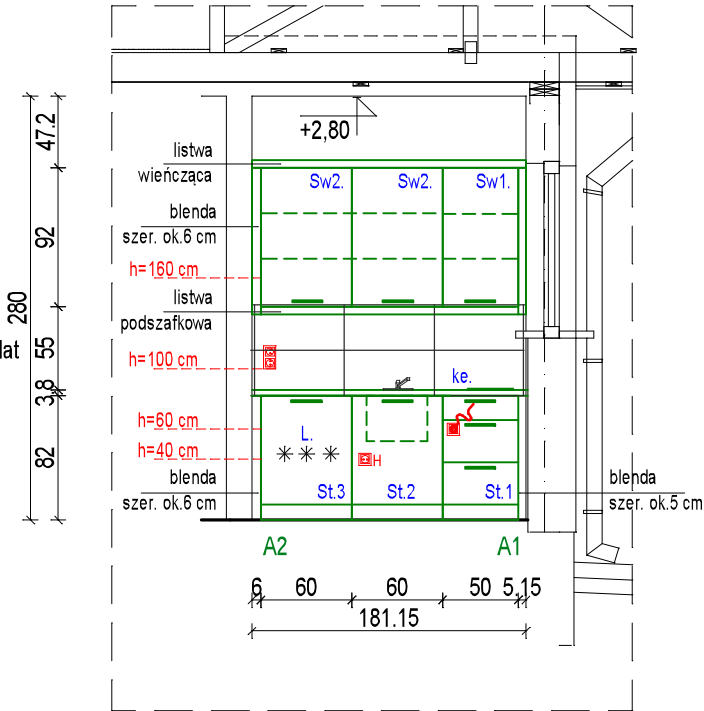 +2,80
listwa
wieńcząca
Sw2.
Sw2.
Sw1.
blenda
szer. ok.6 cm
h=160 cm
listwa
podszafkowa
h=100 cm
ke.
h=60 cm
h=40 cm
L.
H
blenda
szer. ok.6 cm
St.3
St.2
St.1
blenda
szer. ok.5 cm
A2
A1
6 60 60 50 5.15
181.15
47.2
92
55
3.8
82
280
lat